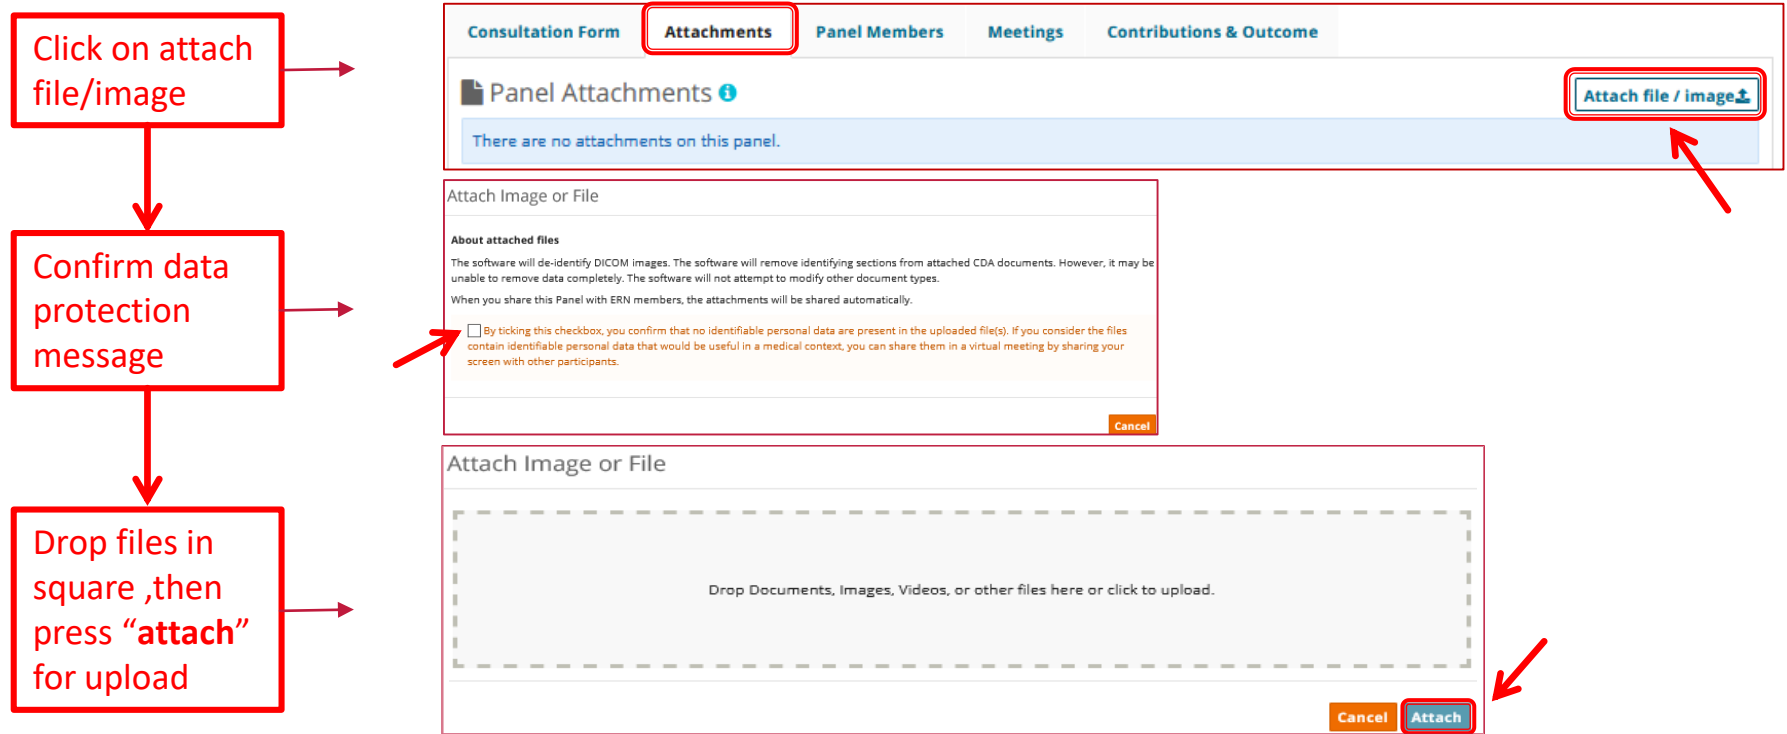 Click on attach
file/image
Confirm data
protection
message
Drop files in
square ,then
press “attach”
for upload
Consultation Form Attachments Panel Members Meetings Contributions & Outcome
Panel Attachments
Attach file / image
There are no attachments on this panel.
Attach Image or File
About attached files
The software will de-identify DICOM images. The software will remove identifying sections from attached CDA documents. However, it may be
unable to remove data completely. The software will not attempt to modify other document types.
When you share this Panel with ERN members, the attachments will be shared automatically.
By ticking this checkbox, you confirm that no identifiable personal data are present in the uploaded file(s). If you consider the files
contain identifiable personal data that would be useful in a medical context, you can share them in a virtual meeting by sharing your
screen with other participants.
Cancel
Attach Image or File
Drop Documents, Images, Videos, or other files here or click to upload.
Cancel Attach